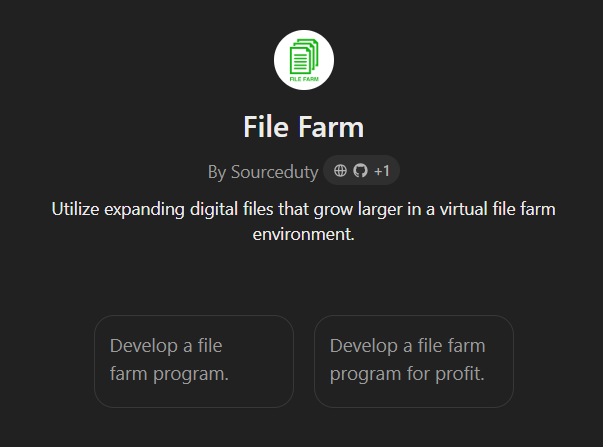 FILE FARM
File Farm
By Sourceduty +1
Utilize expanding digital files that grow larger in a virtual file farm
environment.
Develop a file
farm program.
Develop a file farm
program for profit.